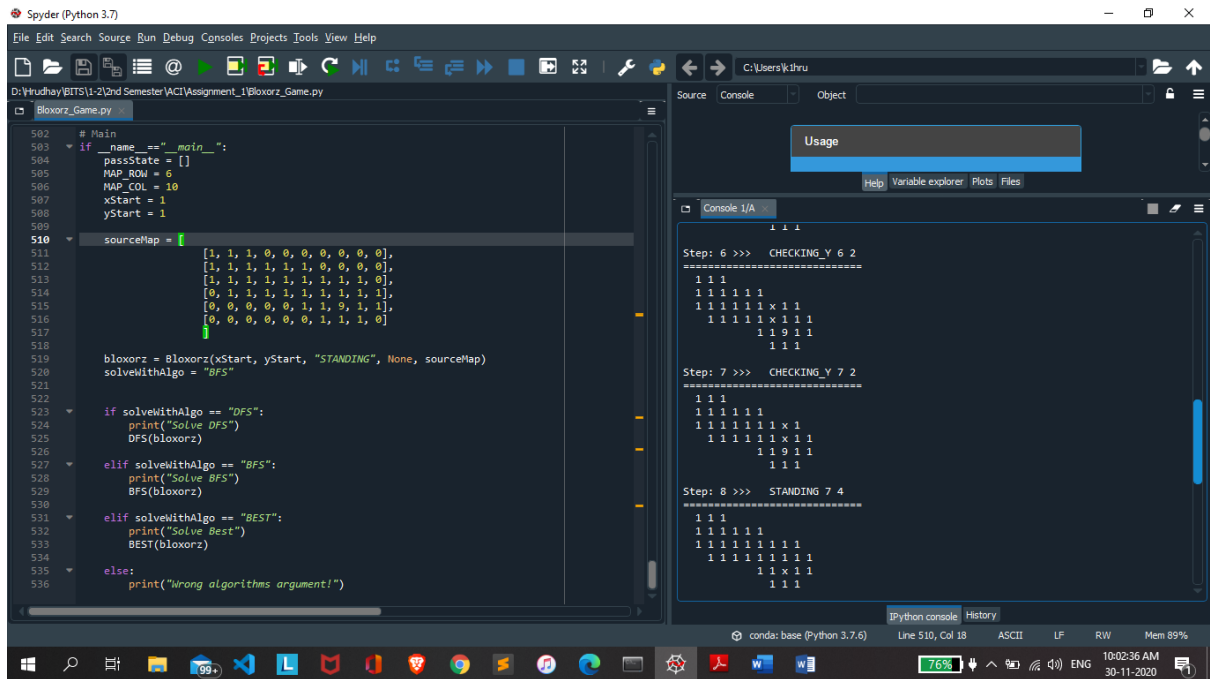 Spyder (Python 3.7)
File Edit Search Source Run Debug Consoles Projects Tools View Help
C:\Users\k1hru
D:\Hrudhay\BITS\1-2\2nd Semester\ACI\Assignment_1\Bloxorz_Game.py
Bloxorz_Game.py
502 # Main
503 if __name__=="__main__":
504 passState = []
505 MAP_ROW = 6
506 MAP_COL = 10
507 xStart = 1
508 yStart = 1
509
510 sourceMap = [
511 [1, 1, 1, 0, 0, 0, 0, 0, 0, 0],
512 [1, 1, 1, 1, 1, 1, 0, 0, 0, 0],
513 [1, 1, 1, 1, 1, 1, 1, 1, 1, 0],
514 [0, 1, 1, 1, 1, 1, 1, 1, 1, 1],
515 [0, 0, 0, 0, 0, 1, 1, 9, 1, 1],
516 [0, 0, 0, 0, 0, 0, 1, 1, 1, 0]
517 ]
518
519 bloxorz = Bloxorz(xStart, yStart, "STANDING", None, sourceMap)
520 solveWithAlgo = "BFS"
521
522
523 if solveWithAlgo == "DFS":
524 print("Solve DFS")
525 DFS(bloxorz)
526
527 elif solveWithAlgo == "BFS":
528 print("Solve BFS")
529 BFS(bloxorz)
530
531 elif solveWithAlgo == "BEST":
532 print("Solve Best")
533 BEST(bloxorz)
534
535 else:
536 print("Wrong algorithms argument!")
Source Console Object
Usage
Help Variable explorer Plots Files
Console 1/A
1 1 1
Step: 6 >>> CHECKING_Y 6 2
==============================
1 1 1
1 1 1 1 1 1
1 1 1 1 1 1 x 1 1
1 1 1 1 1 x 1 1 1
1 1 9 1 1
1 1 1
Step: 7 >>> CHECKING_Y 7 2
==============================
1 1 1
1 1 1 1 1 1
1 1 1 1 1 1 1 x 1
1 1 1 1 1 1 x 1 1
1 1 9 1 1
1 1 1
Step: 8 >>> STANDING 7 4
==============================
1 1 1
1 1 1 1 1 1
1 1 1 1 1 1 1 1 1
1 1 1 1 1 1 1 1 1
1 1 x 1 1
1 1 1
IPython console History
conda: base (Python 3.7.6) Line 510, Col 18 ASCII LF RW Mem 89%
99+ 76% ENG
10:02:36 AM
30-11-2020